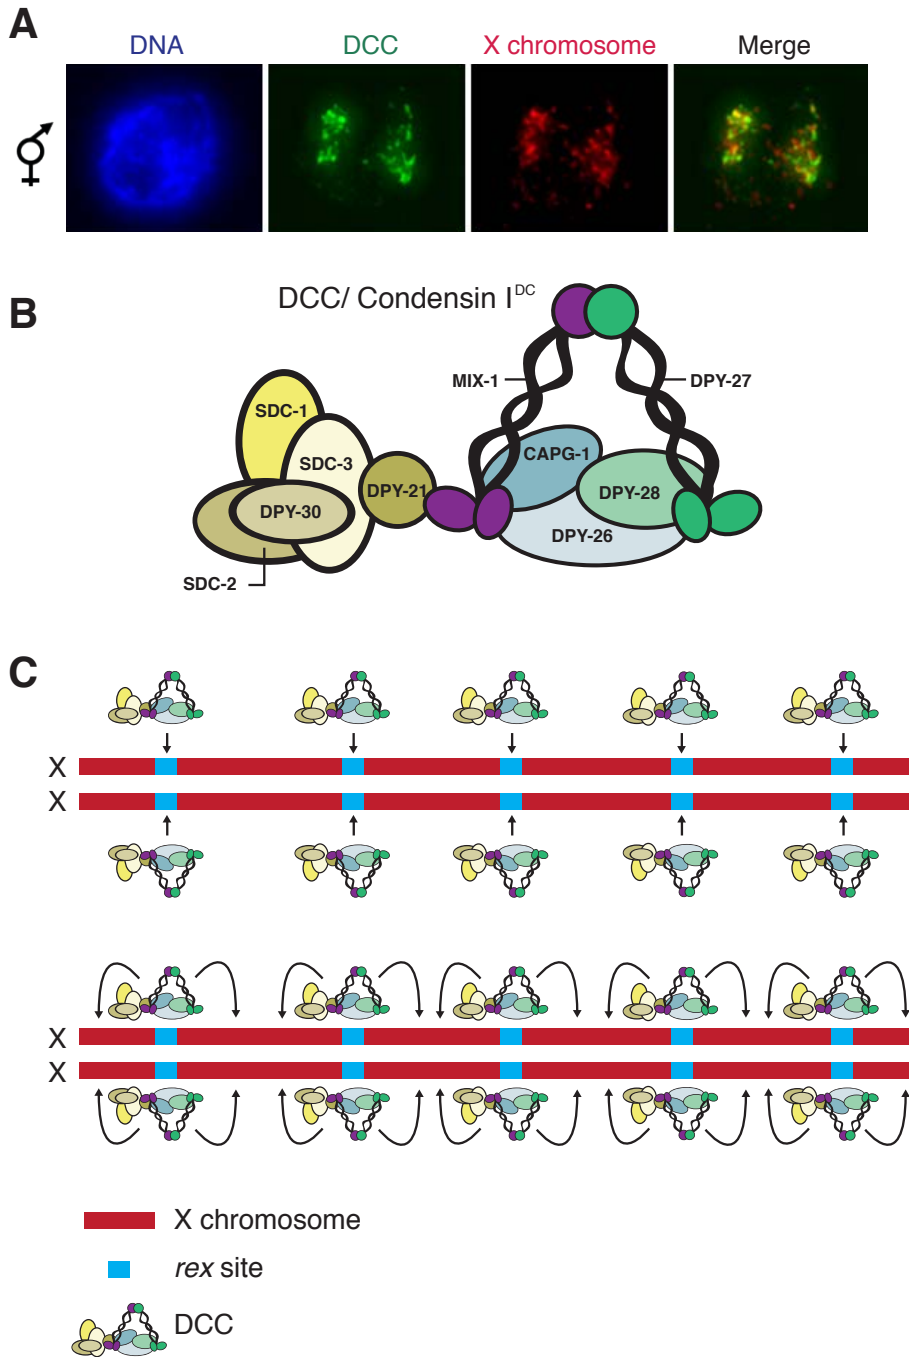 A
DNA
DCC
X chromosome
Merge
B
DCC/ Condensin I^DC
MIX-1
DPY-27
SDC-1
CAPG-1
SDC-3
DPY-21
DPY-28
DPY-30
DPY-26
SDC-2
C
X
X
X
X
X chromosome
rex site
DCC